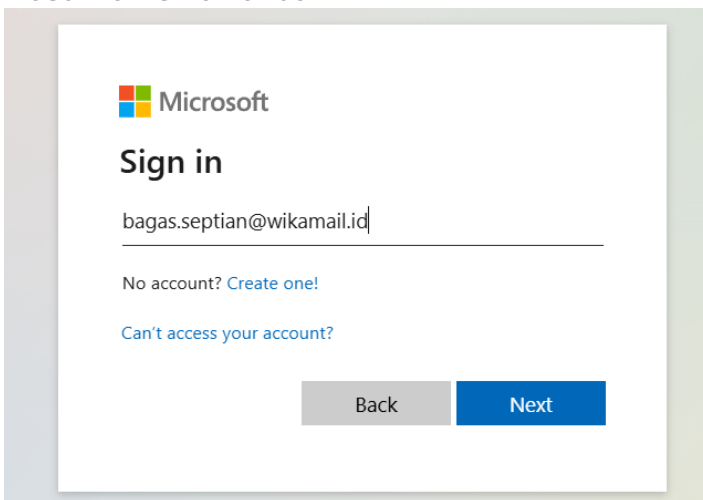 Microsoft
Sign in
bagas.septian@wikamail.id
No account? Create one!
Can't access your account?
Back
Next